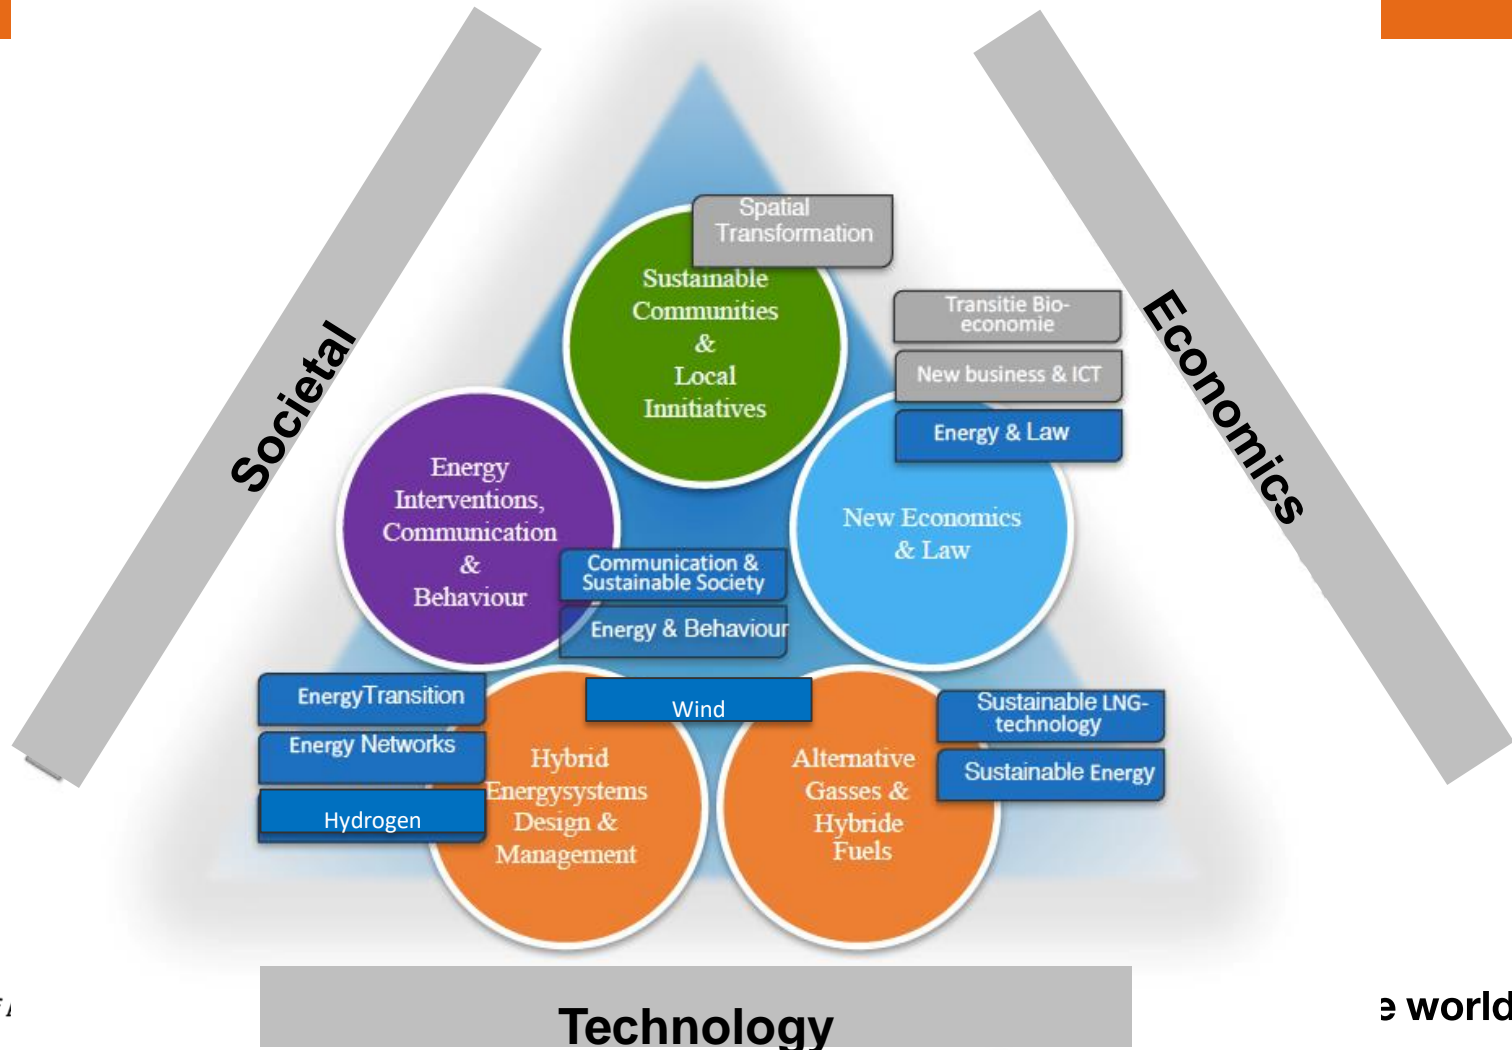 Spatial
Transformation
Sustainable
Communities
&
Local
Innitiatives
Transitie Bio-
economie
New business & ICT
Energy & Law
Societal
Economics
Energy
Interventions,
Communication
&
Behaviour
New Economics
& Law
Communication &
Sustainable Society
Energy & Behaviour
EnergyTransition
Energy Networks
Hydrogen
Wind
Sustainable LNG-
technology
Sustainable Energy
Hybrid
Energysystems
Design &
Management
Alternative
Gasses &
Hybride
Fuels
Technology
e world